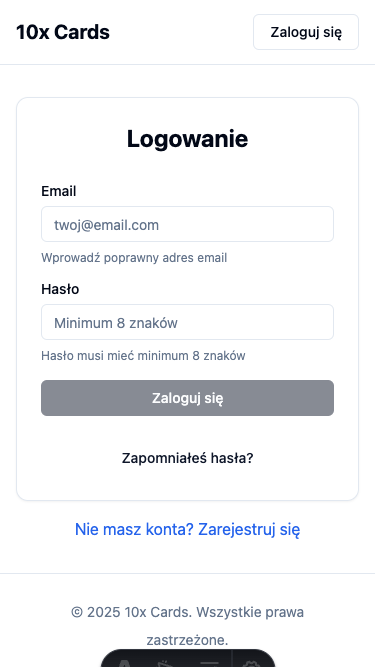 10x Cards
Zaloguj się
Logowanie
Email
twoj@email.com
Wprowadź poprawny adres email
Hasło
Minimum 8 znaków
Hasło musi mieć minimum 8 znaków
Zaloguj się
Zapomniałeś hasła?
Nie masz konta? Zarejestruj się
© 2025 10x Cards. Wszystkie prawa
zastrzeżone.